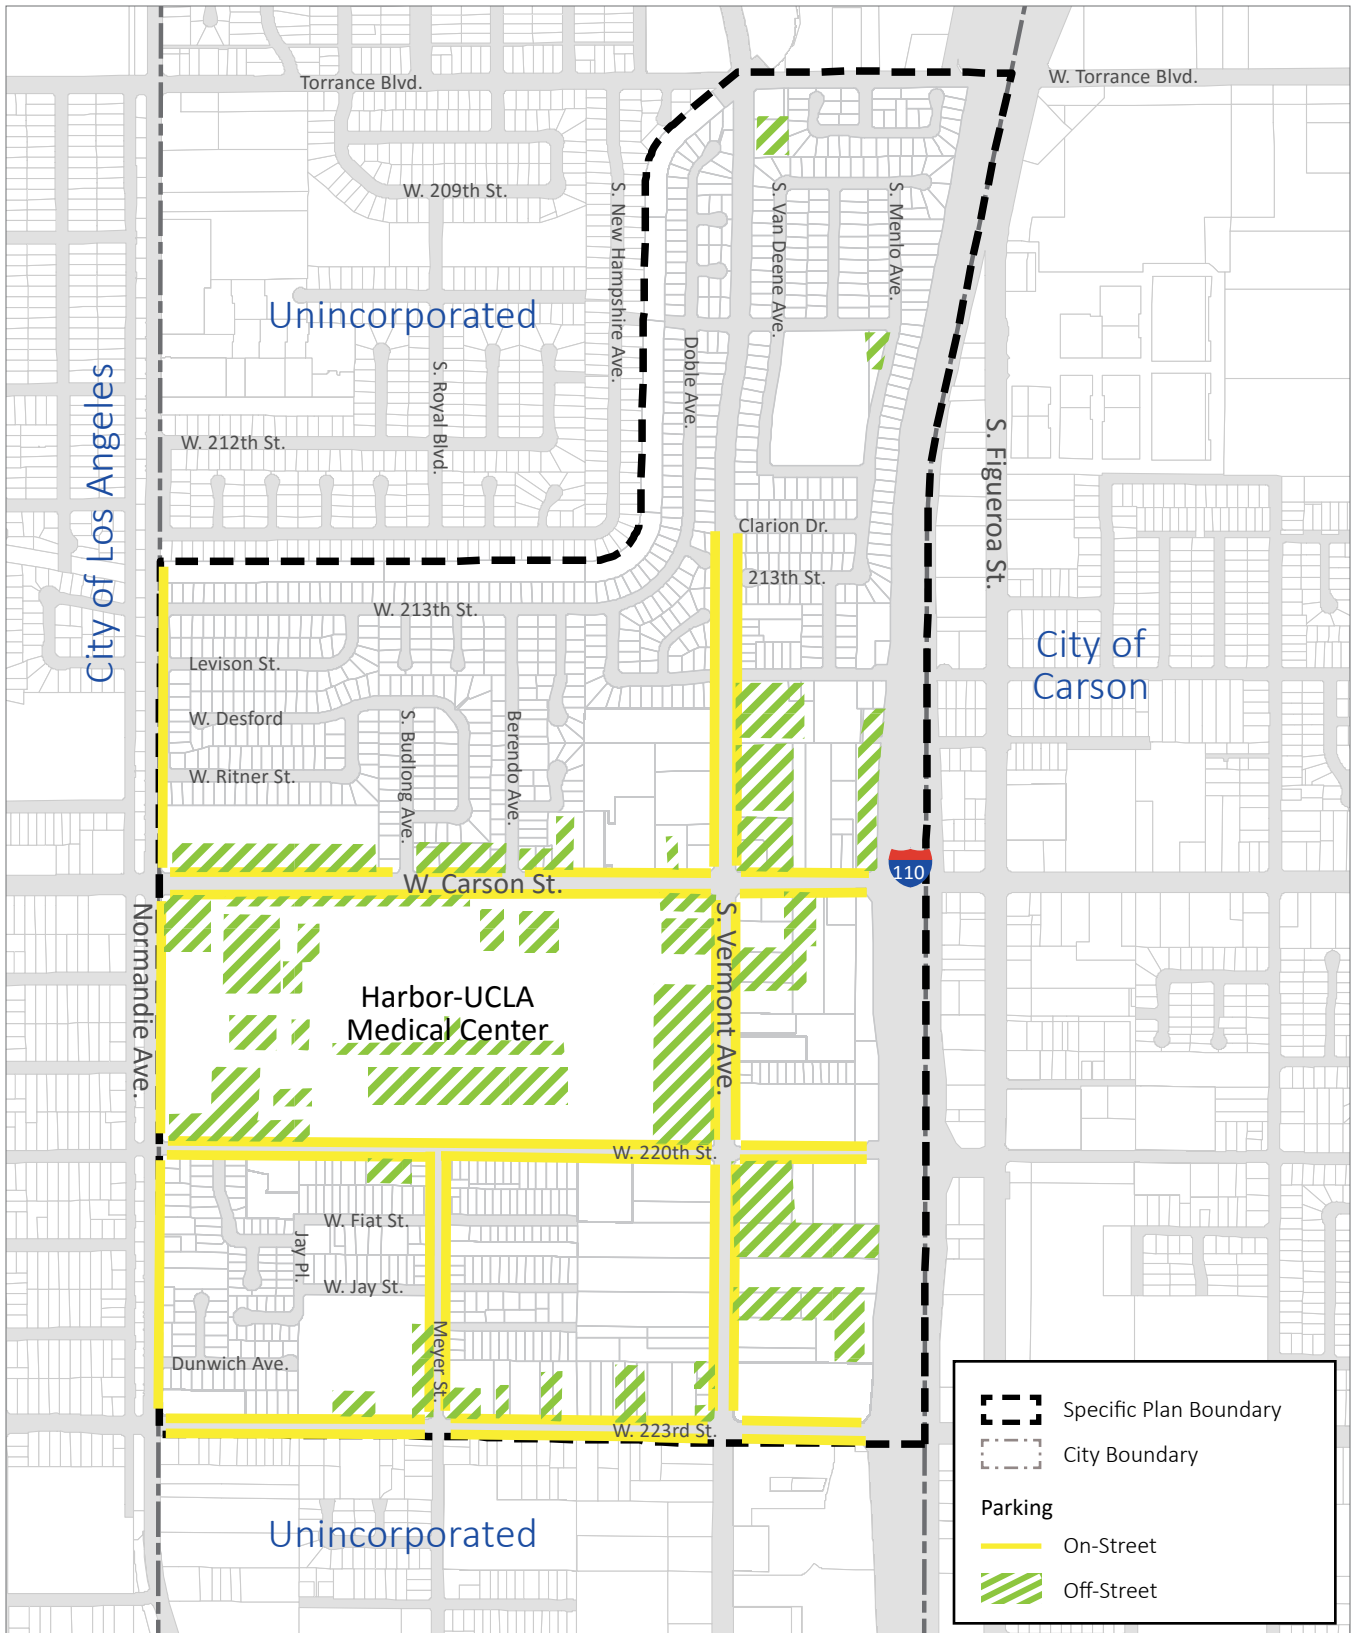 Torrance Blvd.
W. Torrance Blvd.
W. 209th St.
S. New Hampshire Ave.
S. Van Deene Ave.
S. Menlo Ave.
Unincorporated
Doble Ave.
City of Los Angeles
S. Royal Blvd.
W. 212th St.
S. Figueroa St.
Clarion Dr.
213th St.
W. 213th St.
City of
Carson
Levison St.
W. Desford
S. Budlong Ave.
Berendo Ave.
W. Ritner St.
110
W. Carson St.
Normandie Ave.
S. Vermont Ave.
Harbor-UCLA
Medical Center
W. 220th St.
W. Fiat St.
Jay Pl.
W. Jay St.
Meyer St.
Dunwich Ave.
W. 223rd St.
Unincorporated
Specific Plan Boundary
City Boundary
Parking
On-Street
Off-Street